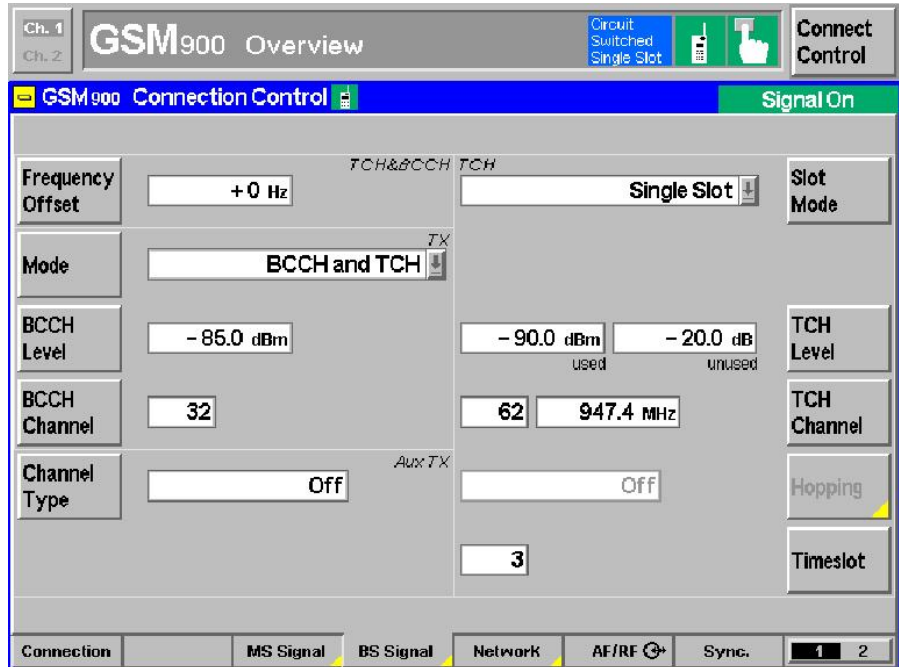 Ch. 1
Ch. 2
GSM900 Overview
Circuit
Switched
Single Slot
Connect
Control
GSM900 Connection Control
Signal On
TCH&BCCH TCH
Frequency
Offset
+0 Hz
Single Slot
Slot
Mode
TX
Mode
BCCH and TCH
BCCH
Level
-85.0 dBm
-90.0 dBm
used
-20.0 dB
unused
TCH
Level
BCCH
Channel
32
62
947.4 MHz
TCH
Channel
Aux TX
Channel
Type
Off
Off
Hopping
3
Timeslot
Connection
MS Signal
BS Signal
Network
AF/RF
Sync.
1 2